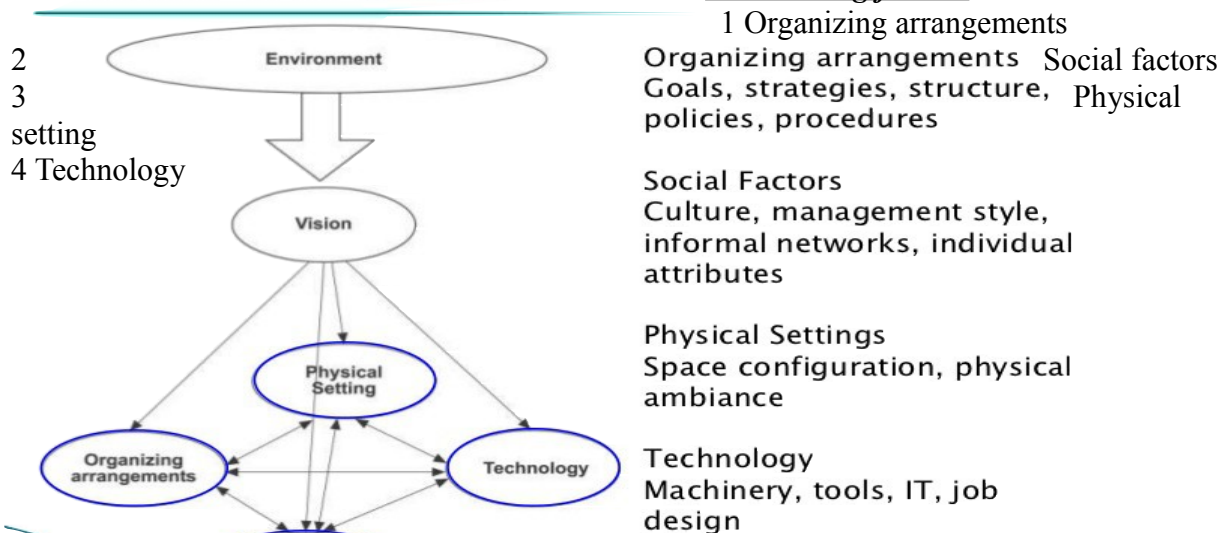 1 Organizing arrangements
2
3
setting
4 Technology
Social factors
Physical
Environment
Vision
Physical
Setting
Organizing
arrangements
Technology
Organizing arrangements
Goals, strategies, structure,
policies, procedures
Social Factors
Culture, management style,
informal networks, individual
attributes
Physical Settings
Space configuration, physical
ambiance
Technology
Machinery, tools, IT, job
design